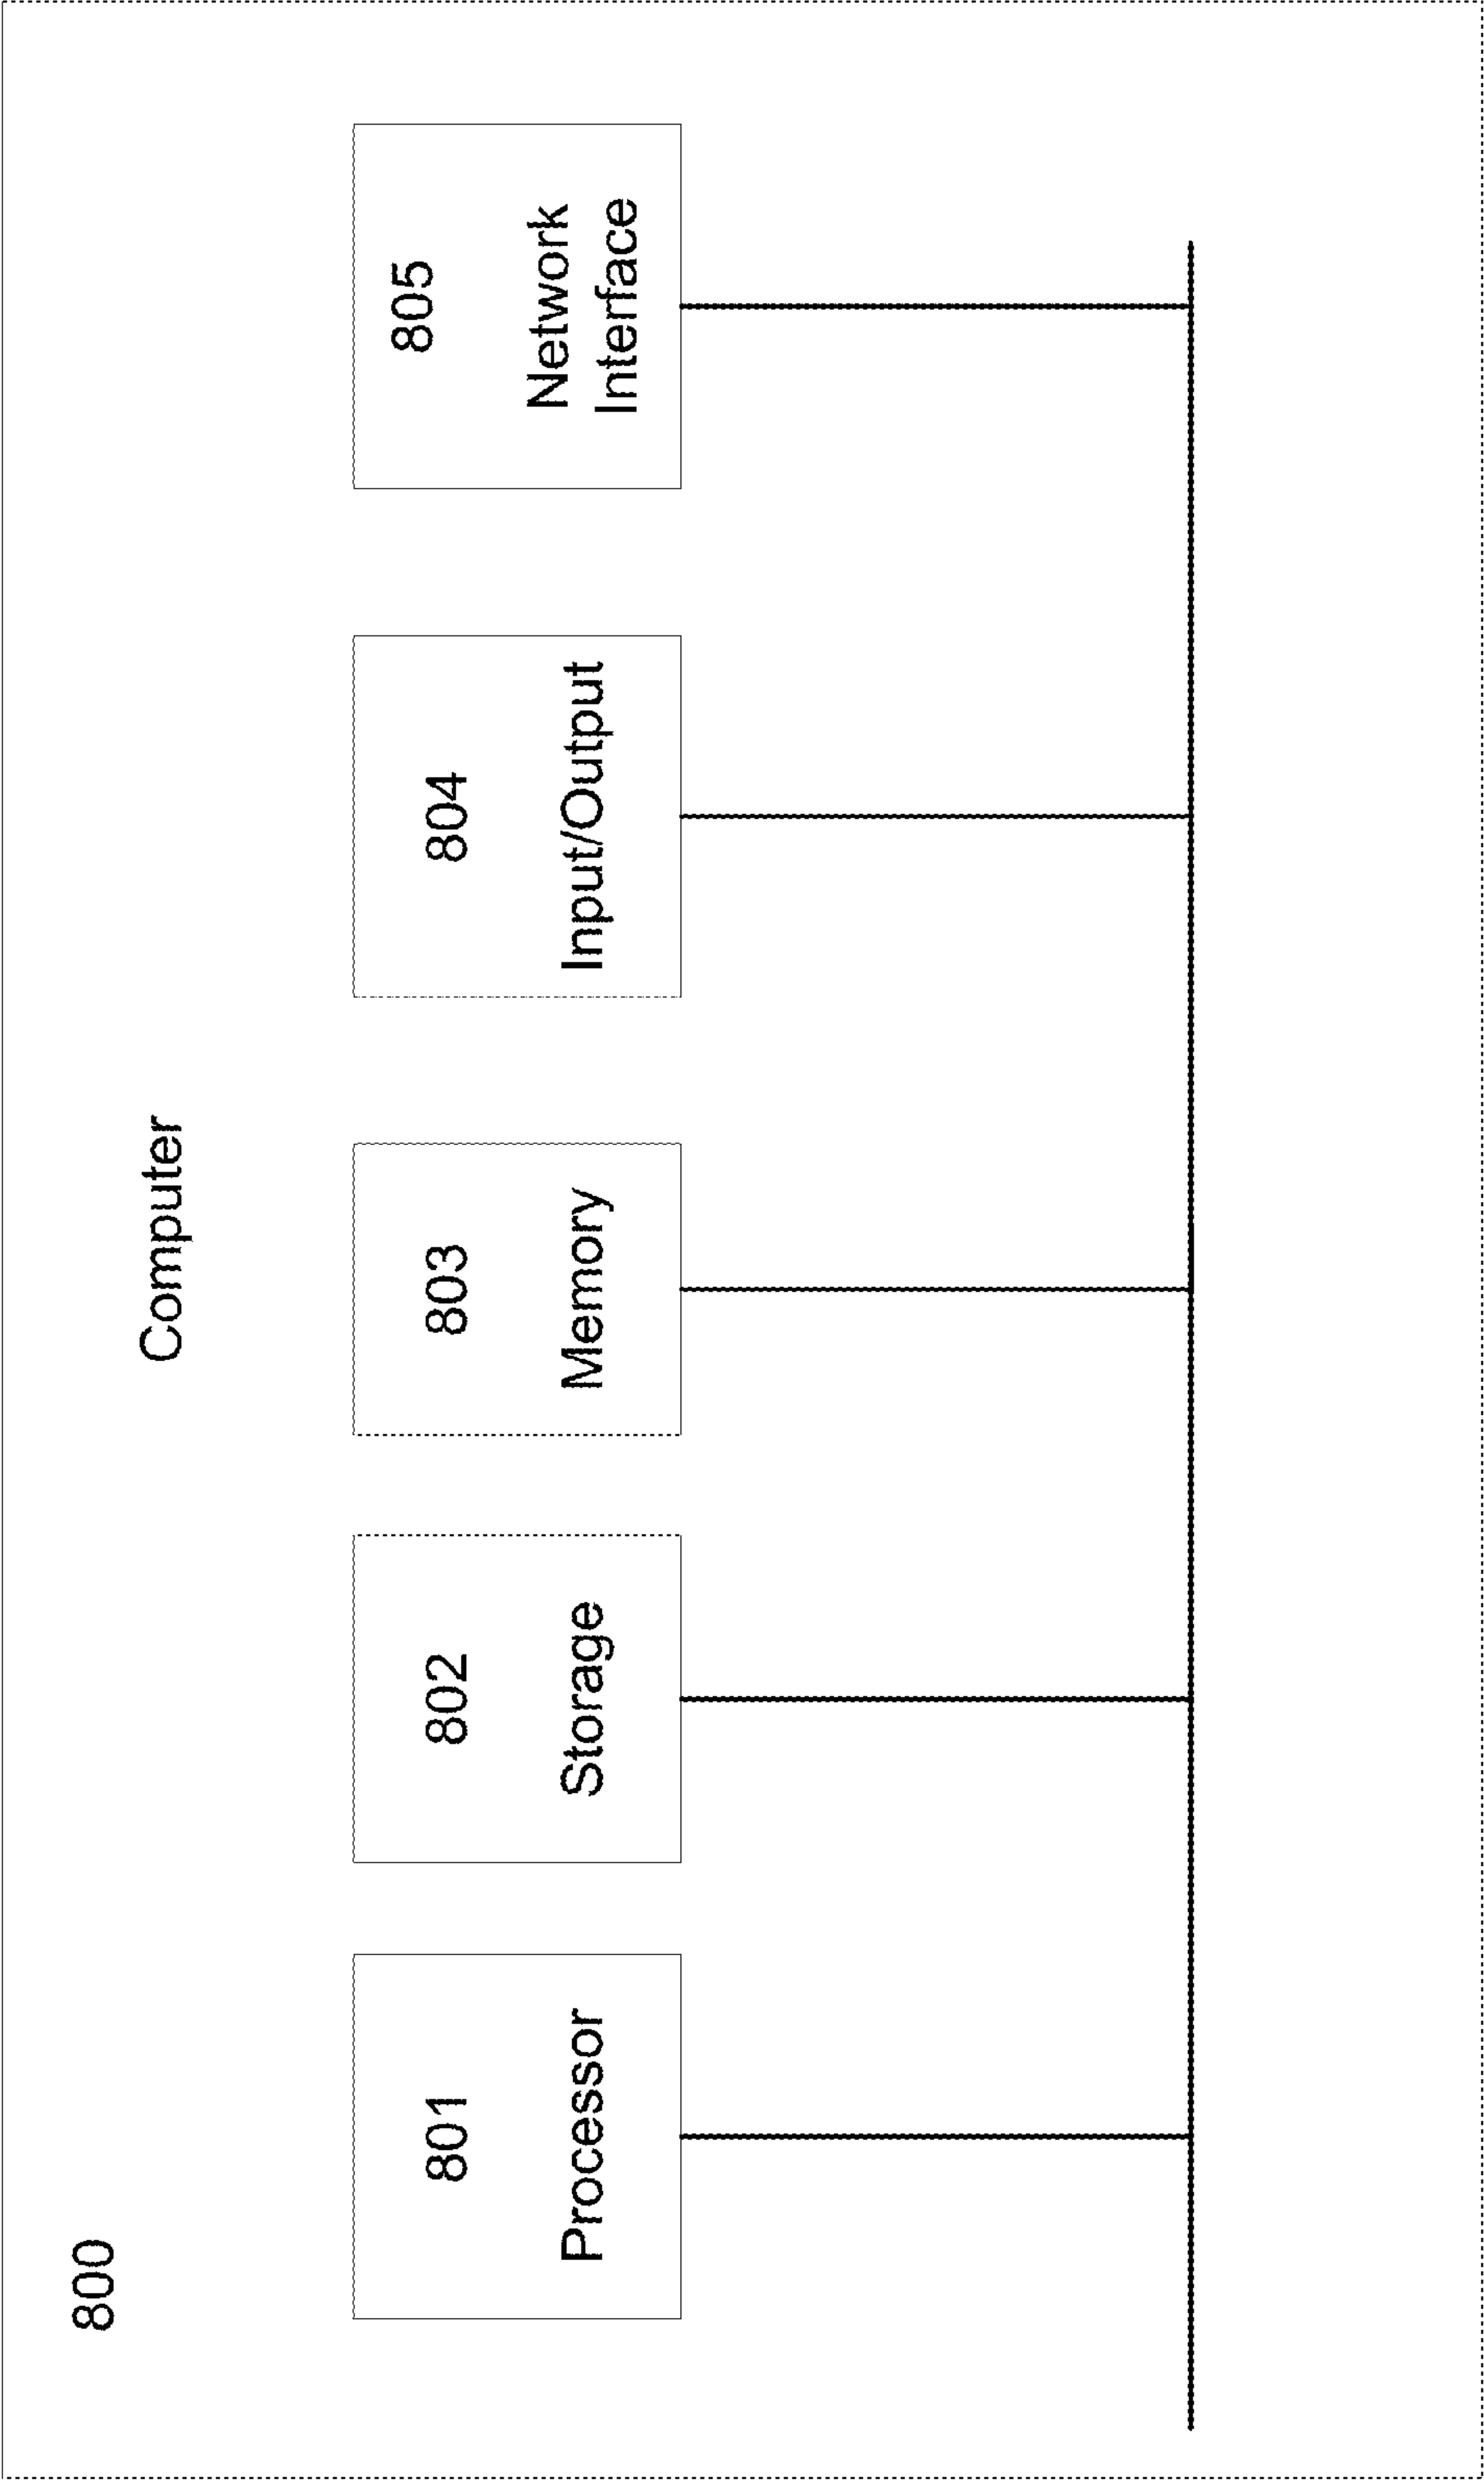 800
Computer
801
Processor
802
Storage
803
Memory
804
Input/Output
805
Network
Interface